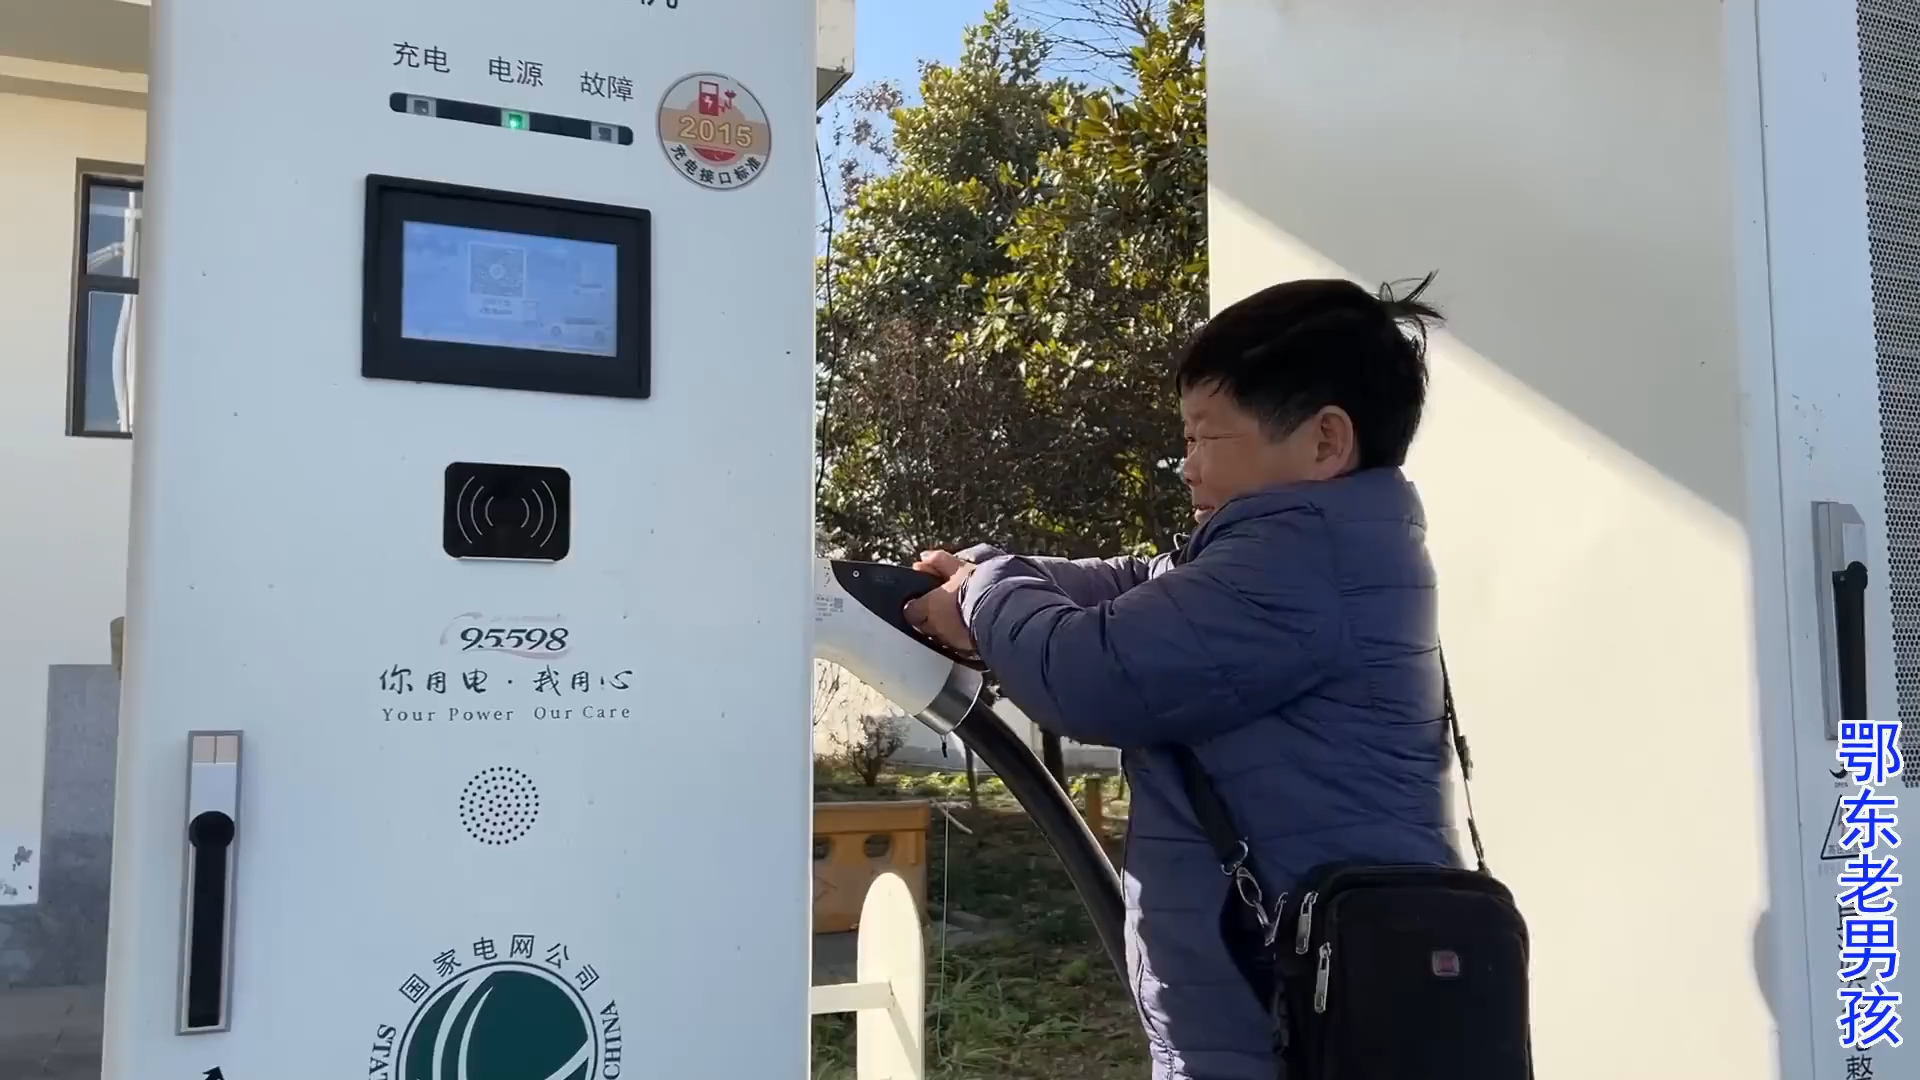 充电 电源 故障
2015
充电接口标准
95598
你用电·我用心
Your Power Our Care
国家电网公司
STAT
CHINA
鄂东老男孩